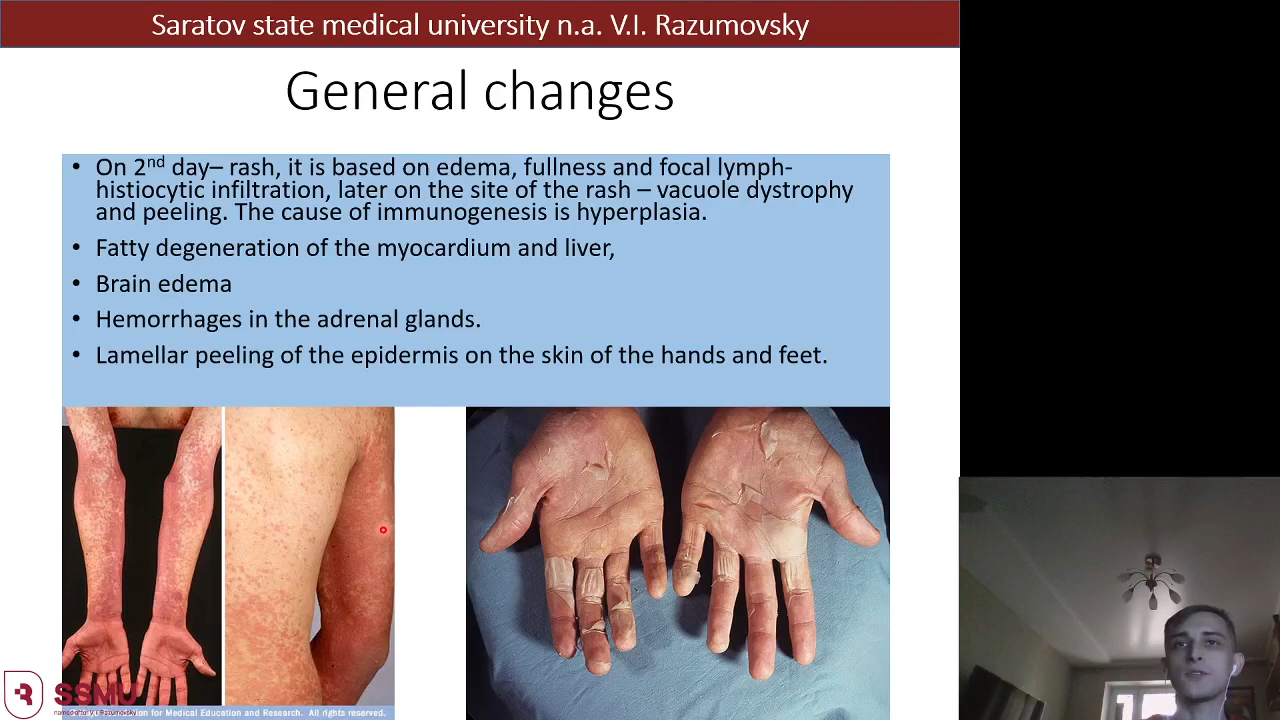 Saratov state medical university n.a. V.I. Razumovsky
General changes
• On 2nd day– rash, it is based on edema, fullness and focal lymph-
histiocytic infiltration, later on the site of the rash – vacuole dystrophy
and peeling. The cause of immunogenesis is hyperplasia.
• Fatty degeneration of the myocardium and liver,
• Brain edema
• Hemorrhages in the adrenal glands.
• Lamellar peeling of the epidermis on the skin of the hands and feet.
SSMU
for Medical Education and Research. All rights reserved.